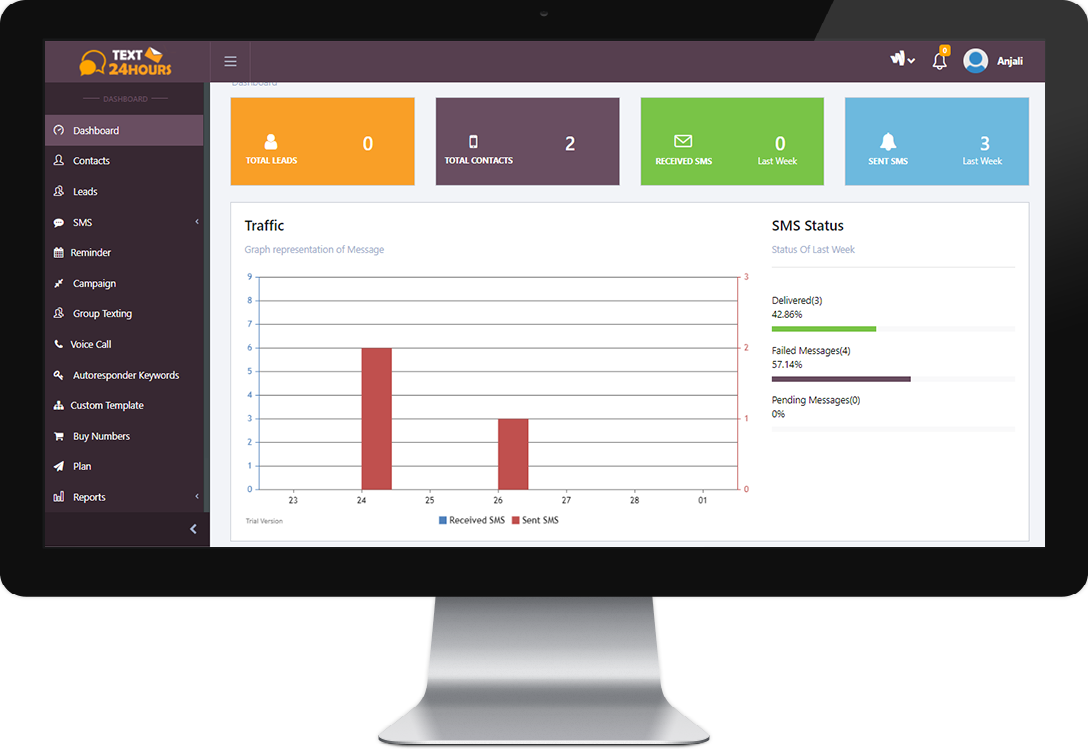 TEXT
24HOURS
0
Anjali
Dashboard
DASHBOARD
Dashboard
Contacts
Leads
SMS
Reminder
Campaign
Group Texting
Voice Call
Autoresponder Keywords
Custom Template
Buy Numbers
Plan
Reports
TOTAL LEADS
0
TOTAL CONTACTS
2
RECEIVED SMS
0
Last Week
SENT SMS
3
Last Week
Traffic
Graph representation of Message
9
8
7
6
5
4
3
2
1
0
3
2
1
0
23 24 25 26 27 28 01
Trial Version
Received SMS Sent SMS
SMS Status
Status Of Last Week
Delivered(3)
42.86%
Failed Messages(4)
57.14%
Pending Messages(0)
0%